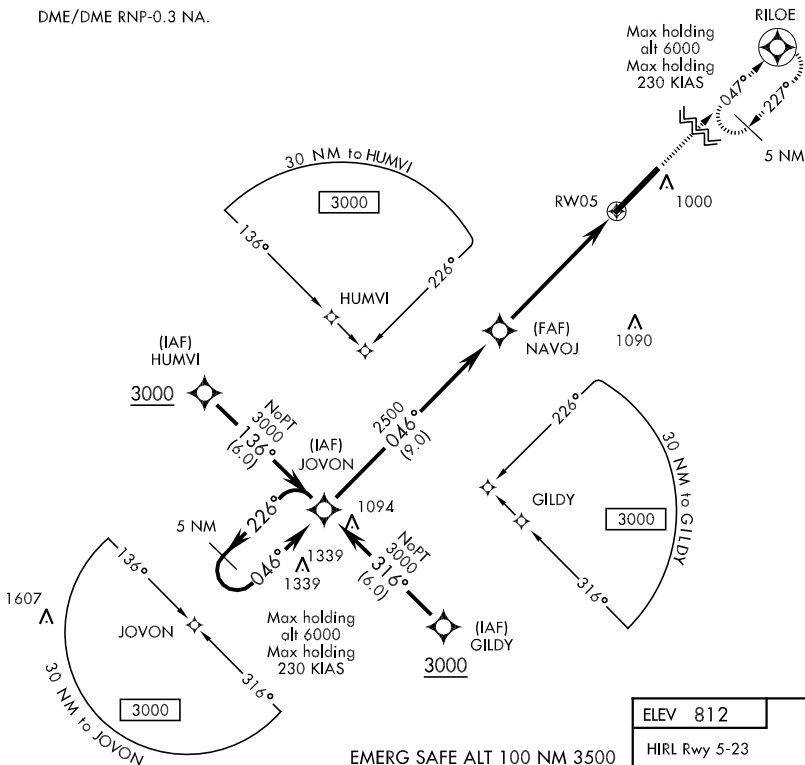 DME/DME RNP-0.3 NA.
RILOE
Max holding
alt 6000
Max holding
230 KIAS
047°
227°
5 NM
30 NM to HUMVI
3000
136°
226°
HUMVI
RW05
1000
(FAF)
NAVOJ
1090
(IAF)
HUMVI
3000
NoPT
3000
136°
(6.0)
(IAF)
JOVON
2500
046°
(9.0)
226°
30 NM to GILDY
GILDY
3000
316°
226°
5 NM
046°
1094
1339
1339
NoPT
3000
316°
(6.0)
136°
1607
JOVON
316°
3000
30 NM to JOVON
Max holding
alt 6000
Max holding
230 KIAS
(IAF)
GILDY
3000
ELEV 812
HIRL Rwy 5-23
EMERG SAFE ALT 100 NM 3500